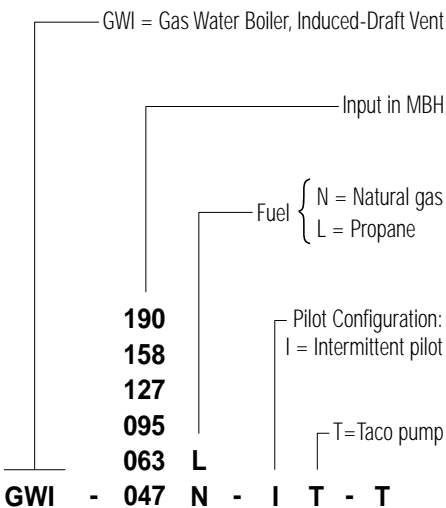 GWI = Gas Water Boiler, Induced-Draft Vent
Input in MBH
Fuel { N = Natural gas
L = Propane
190
158
127
095
063 L
Pilot Configuration:
I = Intermittent pilot
T=Taco pump
GWI - 047 N - I T - T